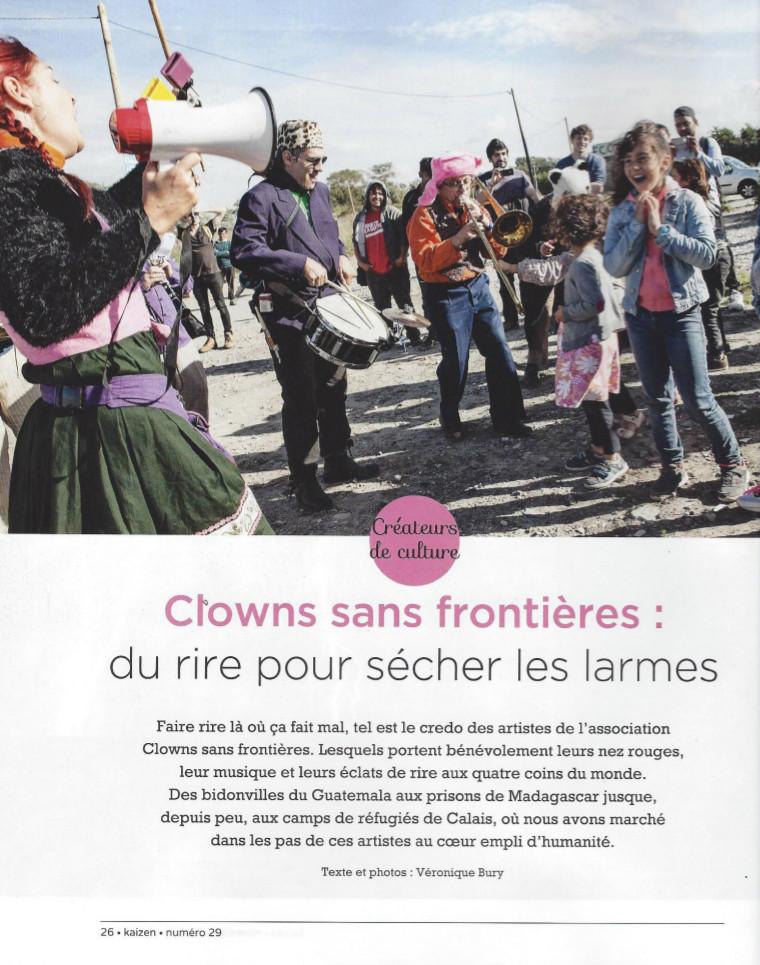 Créateurs
de culture
Clowns sans frontières :
du rire pour sécher les larmes
Faire rire là où ça fait mal, tel est le credo des artistes de l’association
Clowns sans frontières. Lesquels portent bénévolement leurs nez rouges,
leur musique et leurs éclats de rire aux quatre coins du monde.
Des bidonvilles du Guatemala aux prisons de Madagascar jusque,
depuis peu, aux camps de réfugiés de Calais, où nous avons marché
dans les pas de ces artistes au cœur empli d’humanité.
Texte et photos : Véronique Bury
26 • kaizen • numéro 29